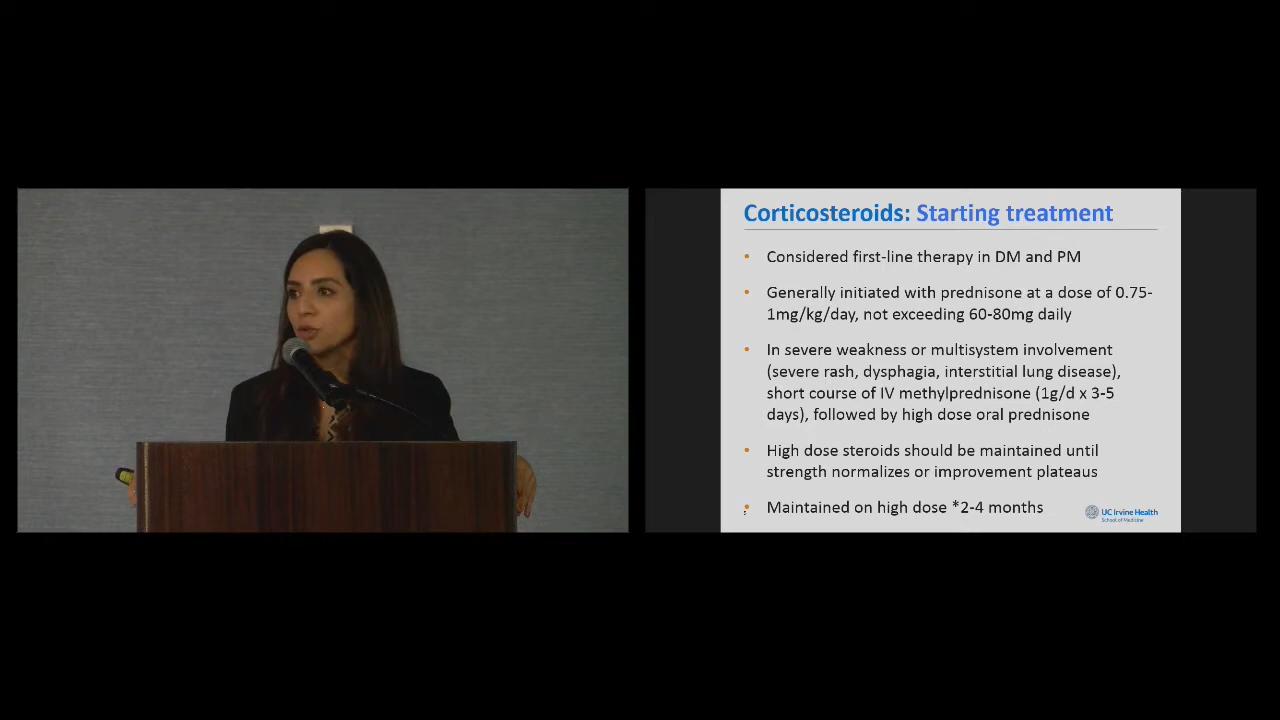 Corticosteroids: Starting treatment
• Considered first-line therapy in DM and PM
• Generally initiated with prednisone at a dose of 0.75-
1mg/kg/day, not exceeding 60-80mg daily
• In severe weakness or multisystem involvement
(severe rash, dysphagia, interstitial lung disease),
short course of IV methylprednisone (1g/d x 3-5
days), followed by high dose oral prednisone
• High dose steroids should be maintained until
strength normalizes or improvement plateaus
• Maintained on high dose *2-4 months
UC Irvine Health
School of Medicine